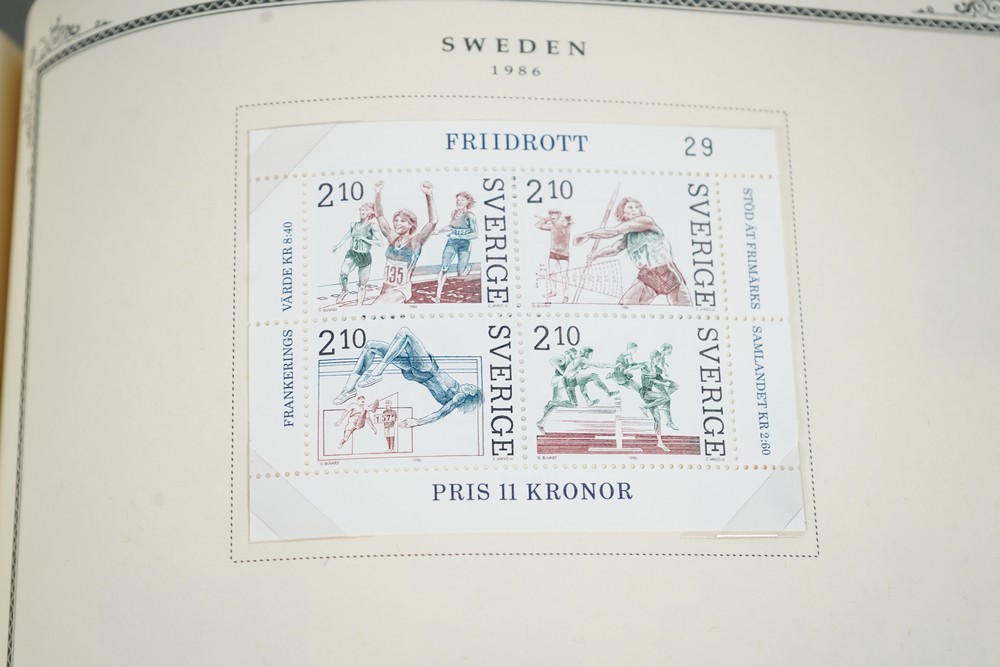 SWEDEN
1986
FRIIDROTT
29
FRANKERINGS VÄRDE KR 8:40
2 10
SVERIGE
135
2 10
SVERIGE
2 10
SVERIGE
2 10
SVERIGE
STÖD ÅT FRIMÄRKS SAMLANDET KR 2:60
PRIS 11 KRONOR